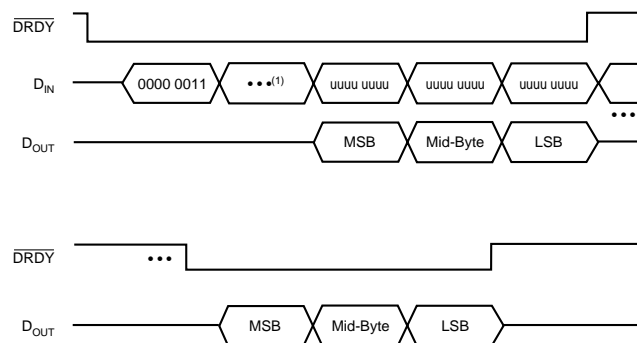 DRDY
DIN 0000 0011 •••(1) uuuu uuuu uuuu uuuu uuuu uuuu
•••
DOUT MSB Mid-Byte LSB
DRDY •••
DOUT MSB Mid-Byte LSB